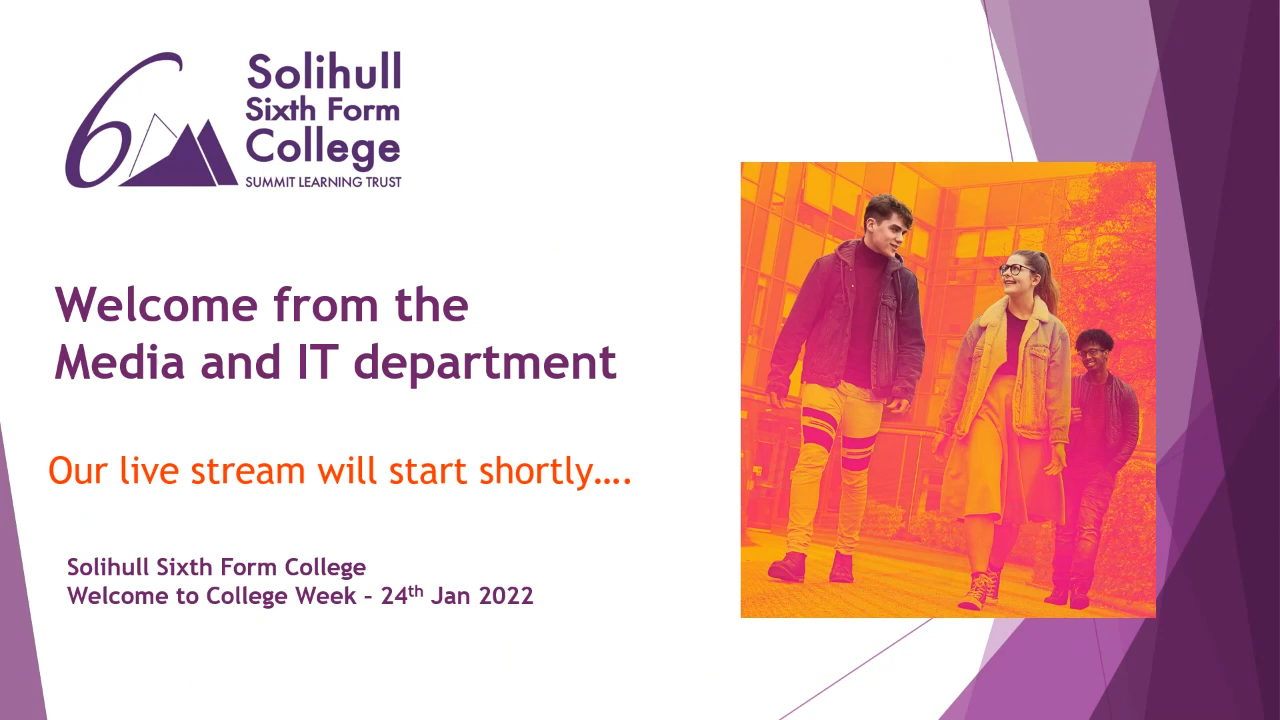 6
Solihull
Sixth Form
College
SUMMIT LEARNING TRUST
Welcome from the
Media and IT department
Our live stream will start shortly....
Solihull Sixth Form College
Welcome to College Week – 24th Jan 2022